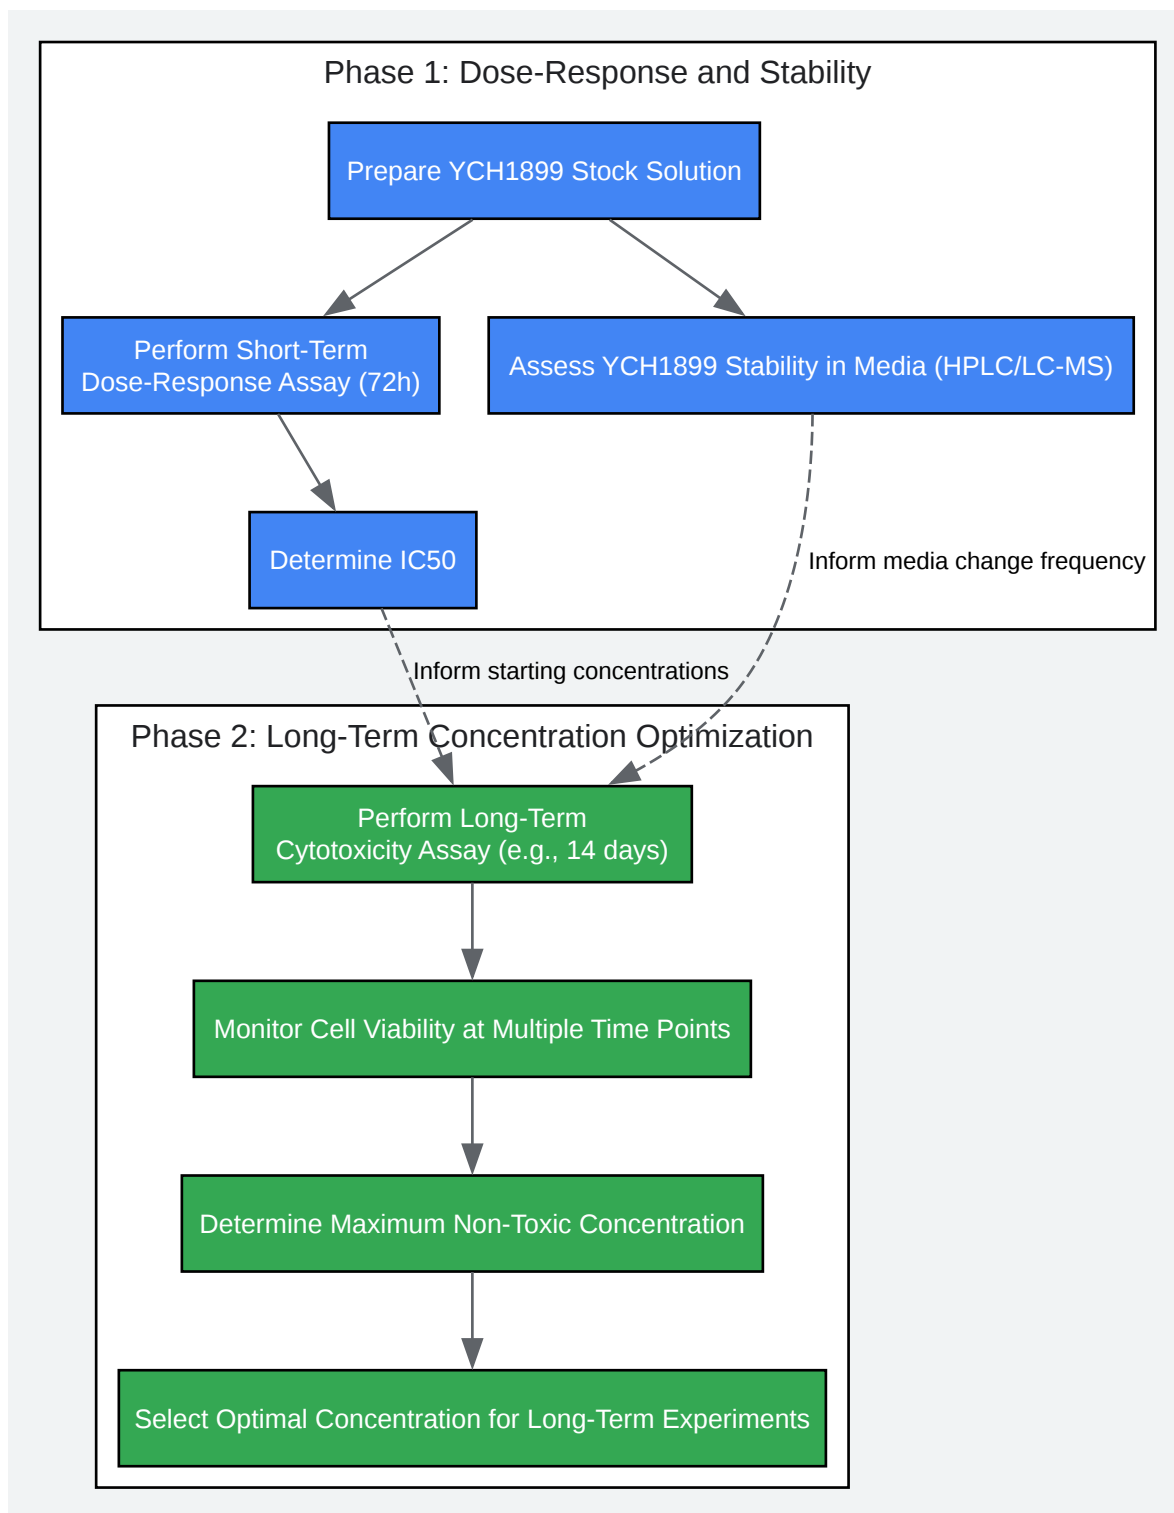 Phase 1: Dose-Response and Stability
Prepare YCH1899 Stock Solution
Perform Short-Term
Dose-Response Assay (72h)
Assess YCH1899 Stability in Media (HPLC/LC-MS)
Determine IC50
Inform media change frequency
Inform starting concentrations
Phase 2: Long-Term Concentration Optimization
Perform Long-Term
Cytotoxicity Assay (e.g., 14 days)
Monitor Cell Viability at Multiple Time Points
Determine Maximum Non-Toxic Concentration
Select Optimal Concentration for Long-Term Experiments